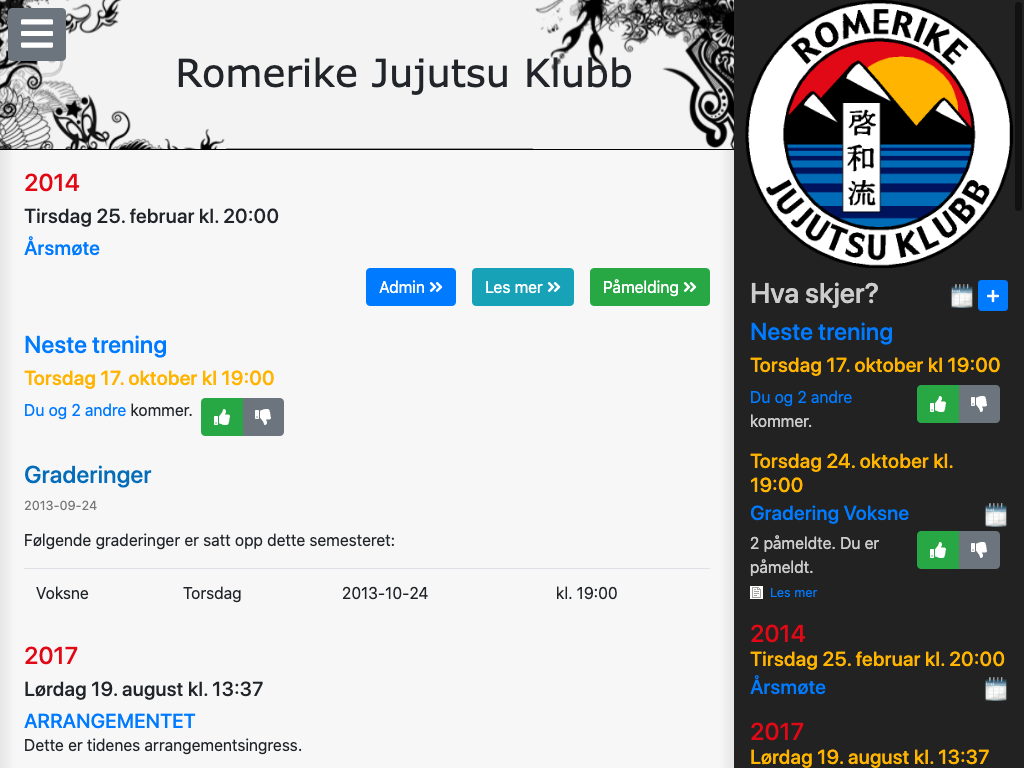 Romerike Jujutsu Klubb
2014
Tirsdag 25. februar kl. 20:00
Årsmøte
Admin »
Les mer »
Påmelding »
Neste trening
Torsdag 17. oktober kl 19:00
Du og 2 andre kommer.
Graderinger
2013-09-24
Følgende graderinger er satt opp dette semesteret:
Voksne Torsdag 2013-10-24 kl. 19:00
2017
Lørdag 19. august kl. 13:37
ARRANGEMENTET
Dette er tidenes arrangementsingress.
ROMERIKE
啓和流
JUJUTSU KLUBB
Hva skjer?
+
Neste trening
Torsdag 17. oktober kl 19:00
Du og 2 andre
kommer.
Torsdag 24. oktober kl.
19:00
Gradering Voksne
2 påmeldte. Du er
påmeldt.
Les mer
2014
Tirsdag 25. februar kl. 20:00
Årsmøte
2017
Lørdag 19. august kl. 13:37